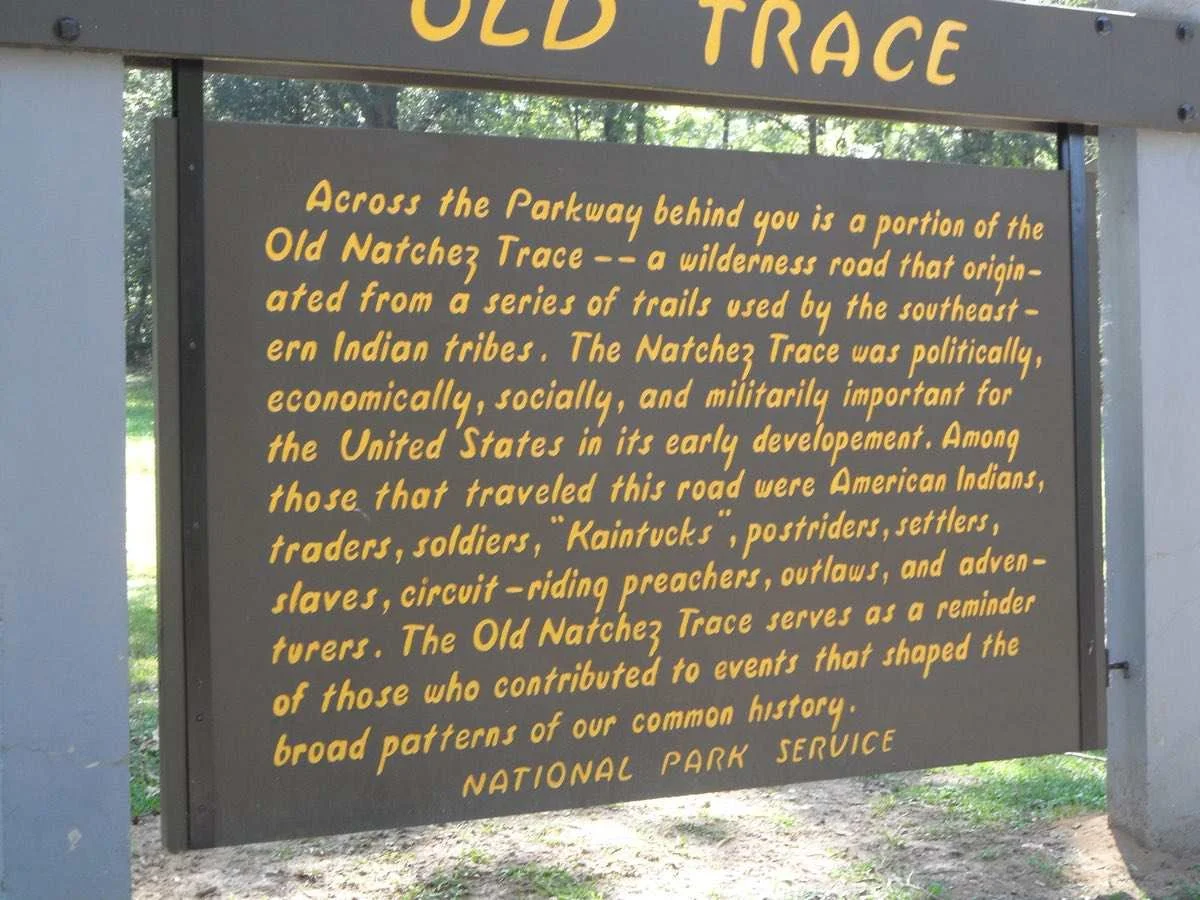 OLD TRACE
Across the Parkway behind you is a portion of the
Old Natchez Trace -- a wilderness road that origin-
ated from a series of trails used by the southeast-
ern Indian tribes. The Natchez Trace was politically,
economically, socially, and militarily important for
the United States in its early developement. Among
those that traveled this road were American Indians,
traders, soldiers, "Kaintucks", postriders, settlers,
slaves, circuit-riding preachers, outlaws, and adven-
turers. The Old Natchez Trace serves as a reminder
of those who contributed to events that shaped the
broad patterns of our common history.
NATIONAL PARK SERVICE